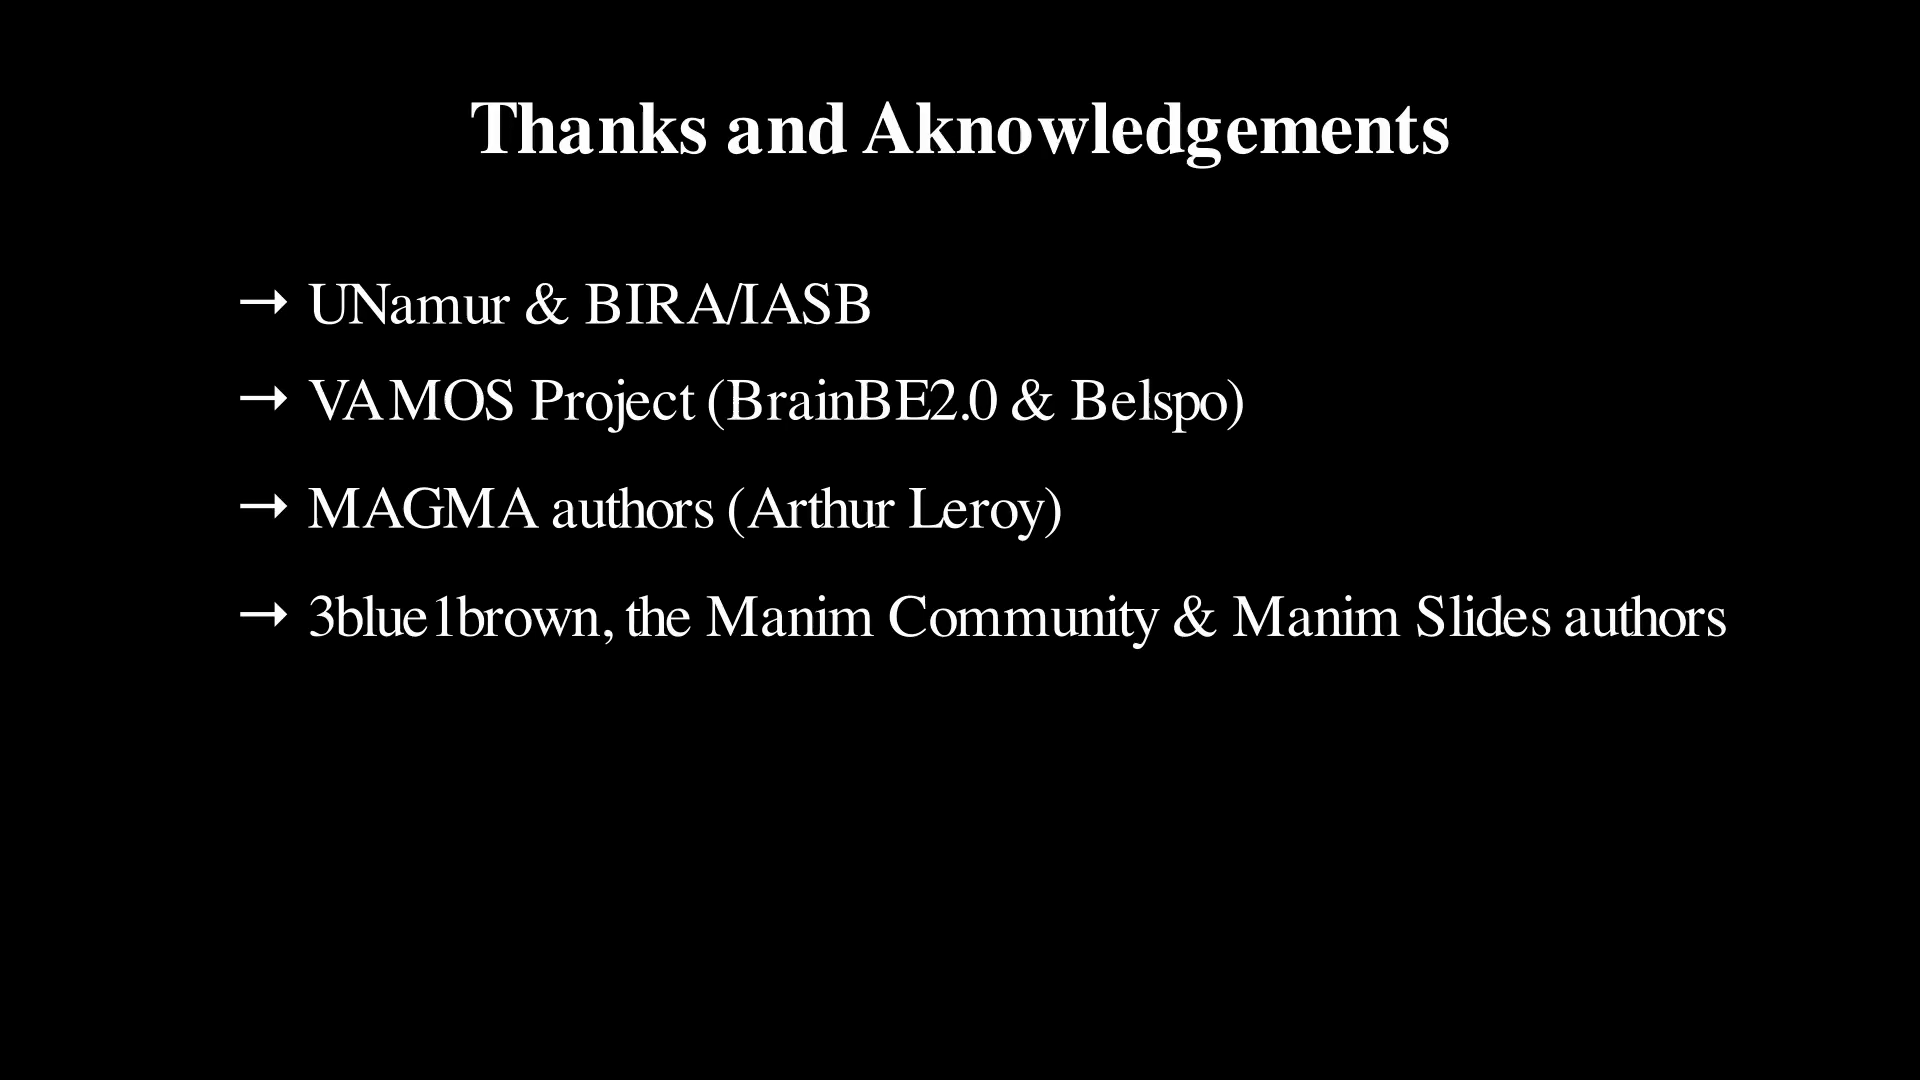 Thanks and Aknowledgements
→ UNamur & BIRA/IASB
→ VAMOS Project (BrainBE2.0 & Belspo)
→ MAGMA authors (Arthur Leroy)
→ 3blue1brown, the Manim Community & Manim Slides authors